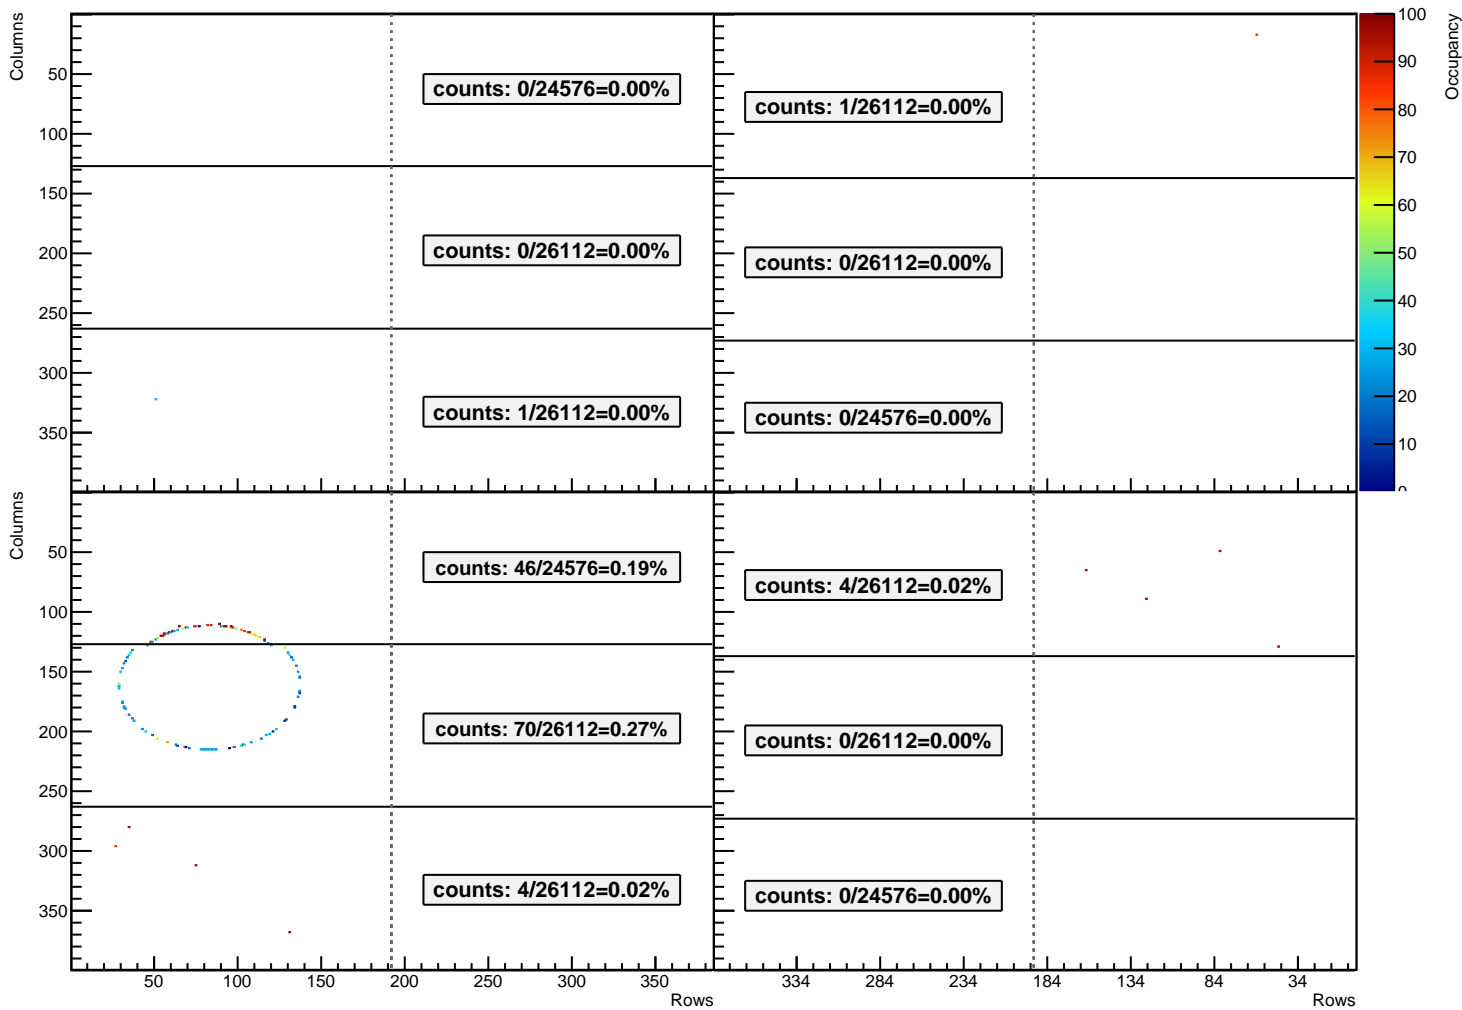 Columns
50
100
150
200
250
300
350
counts: 0/24576=0.00%
counts: 0/26112=0.00%
counts: 1/26112=0.00%
counts: 1/26112=0.00%
counts: 0/26112=0.00%
counts: 0/24576=0.00%
100
90
80
70
60
50
40
30
20
10
0
Occupancy
Columns
50
100
150
200
250
300
350
counts: 46/24576=0.19%
counts: 70/26112=0.27%
counts: 4/26112=0.02%
50 100 150 200 250 300 350
Rows
counts: 4/26112=0.02%
counts: 0/26112=0.00%
counts: 0/24576=0.00%
334 284 234 184 134 84 34
Rows